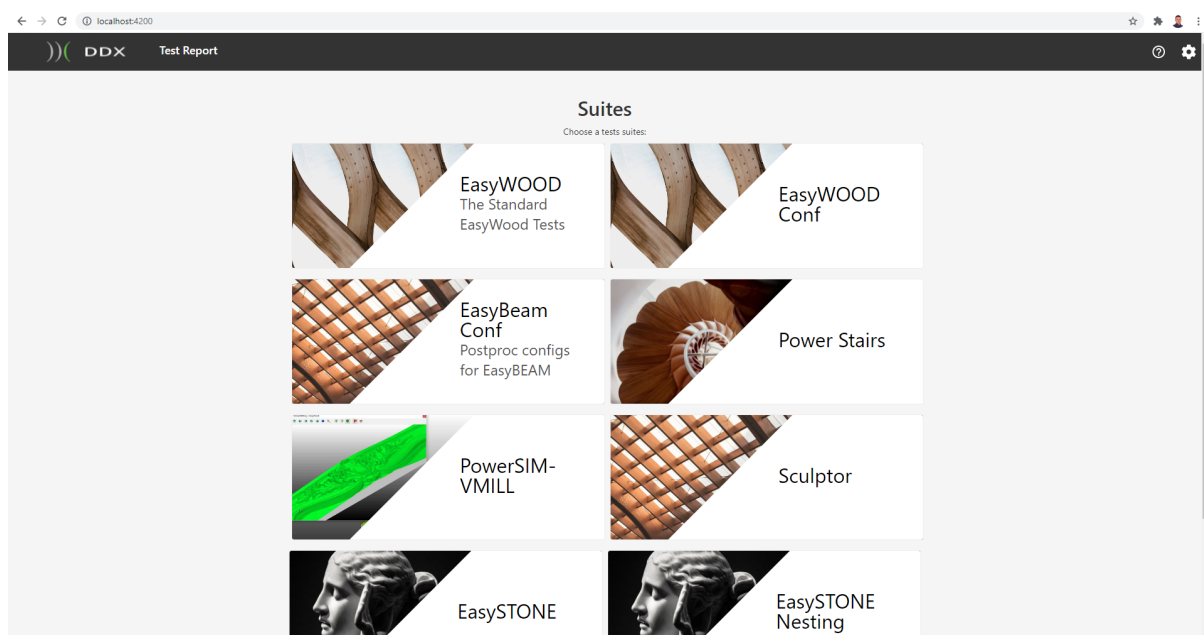 localhost:4200
DDX
Test Report
Suites
Choose a tests suites:
EasyWOOD
The Standard
EasyWood Tests
EasyWOOD
Conf
EasyBeam
Conf
Postproc configs
for EasyBEAM
Power Stairs
PowerSIM-
VMILL
Sculptor
EasySTONE
EasySTONE
Nesting